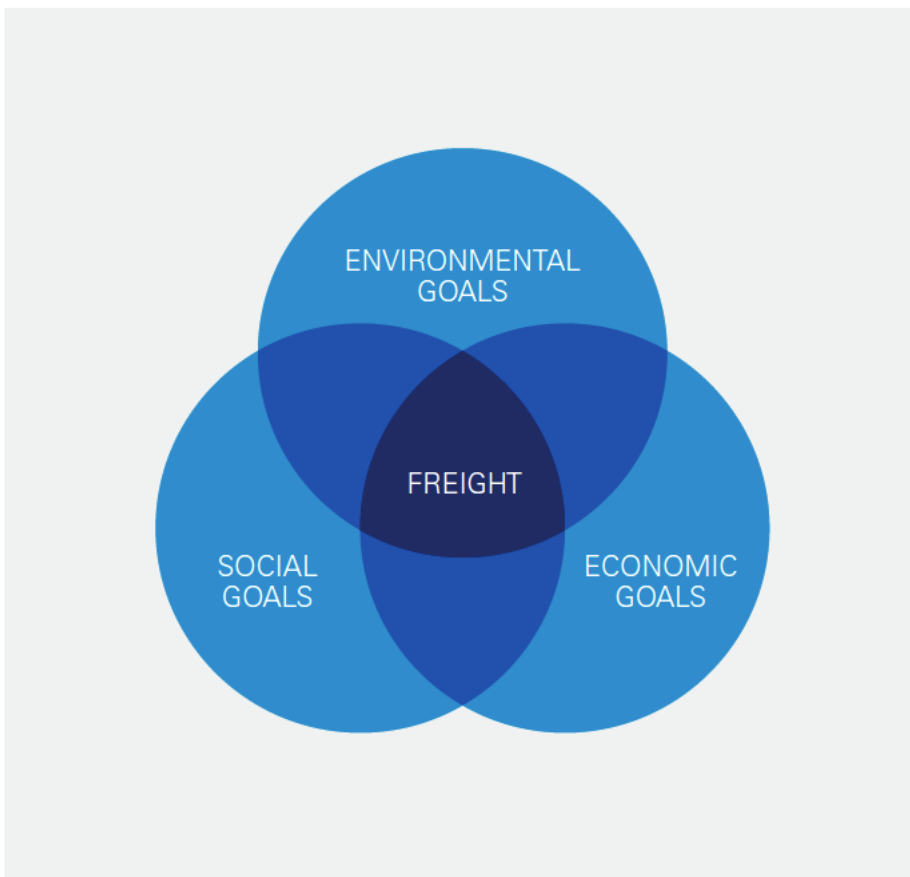 ENVIRONMENTAL
GOALS
FREIGHT
SOCIAL
GOALS
ECONOMIC
GOALS